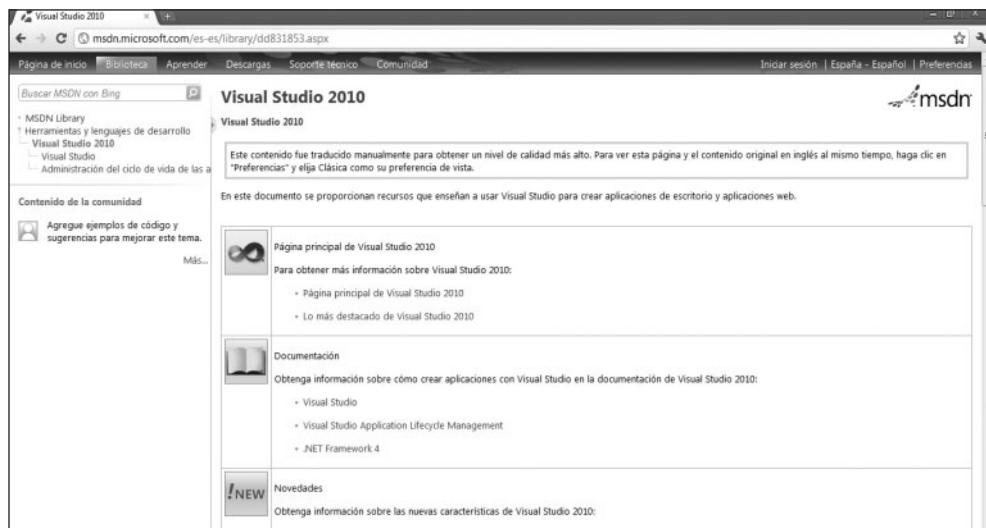 Visual Studio 2010
msdn.microsoft.com/es-es/library/dd831853.aspx
Página de inicio Biblioteca Aprender Descargas Soporte técnico Comunidad Iniciar sesión | España - Español | Preferencias
Buscar MSDN con Bing
MSDN Library
Herramientas y lenguajes de desarrollo
Visual Studio 2010
Visual Studio
Administración del ciclo de vida de las a
Contenido de la comunidad
Agregue ejemplos de código y
sugerencias para mejorar este tema.
Más...
Visual Studio 2010
msdn
Visual Studio 2010
Este contenido fue traducido manualmente para obtener un nivel de calidad más alto. Para ver esta página y el contenido original en inglés al mismo tiempo, haga clic en
"Preferencias" y elija Clásica como su preferencia de vista.
En este documento se proporcionan recursos que enseñan a usar Visual Studio para crear aplicaciones de escritorio y aplicaciones web.
Página principal de Visual Studio 2010
Para obtener más información sobre Visual Studio 2010:
Página principal de Visual Studio 2010
Lo más destacado de Visual Studio 2010
Documentación
Obtenga información sobre cómo crear aplicaciones con Visual Studio en la documentación de Visual Studio 2010:
Visual Studio
Visual Studio Application Lifecycle Management
.NET Framework 4
!NEW
Novedades
Obtenga información sobre las nuevas características de Visual Studio 2010: